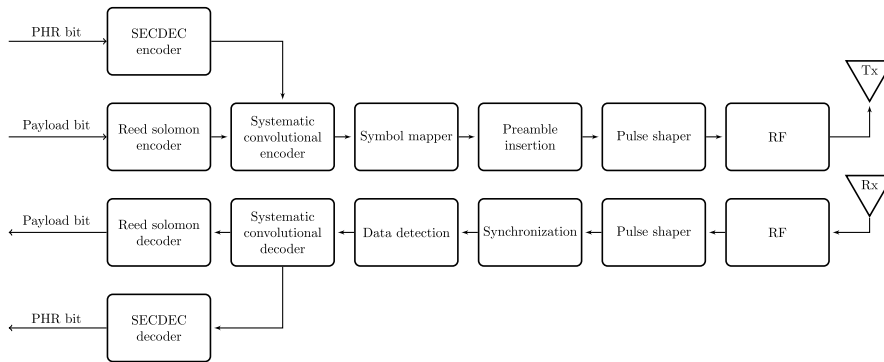 PHR bit
SECDEC
encoder
Payload bit
Reed solomon
encoder
Systematic
convolutional
encoder
Symbol mapper
Preamble
insertion
Pulse shaper
RF
Tx
Payload bit
Reed solomon
decoder
Systematic
convolutional
decoder
Data detection
Synchronization
Pulse shaper
RF
Rx
PHR bit
SECDEC
decoder